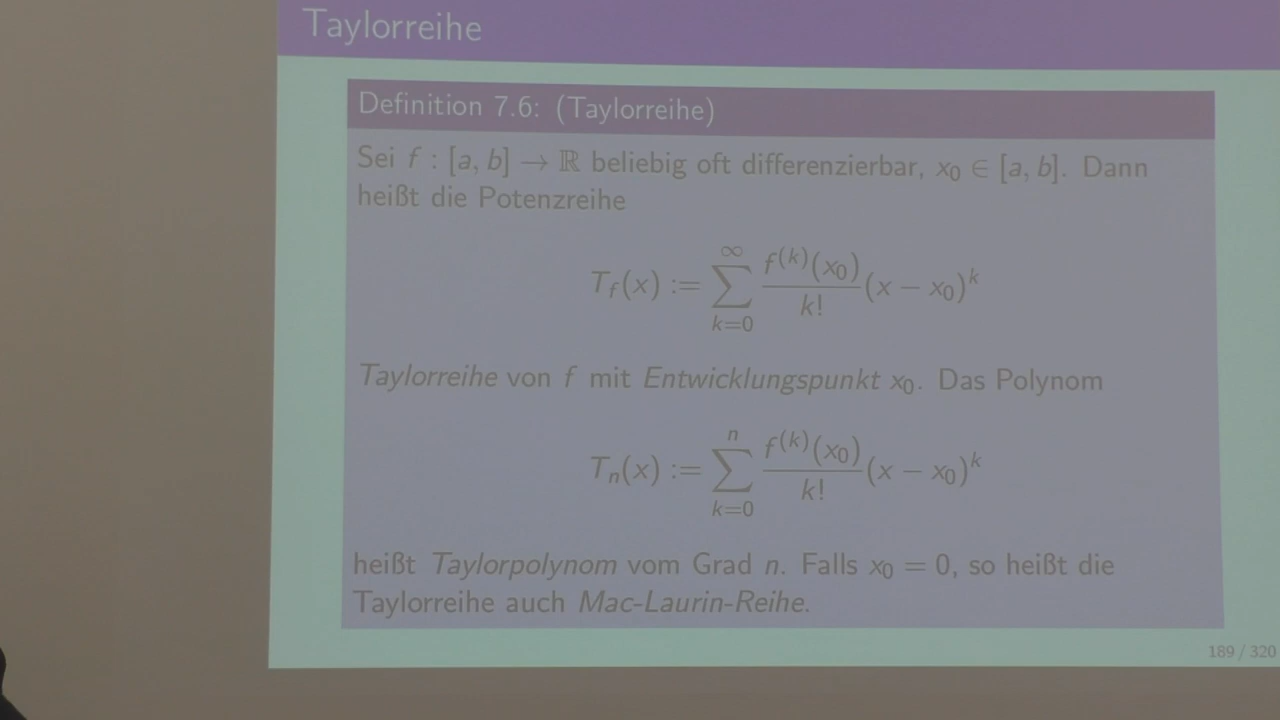 Taylorreihe
Definition 7.6: (Taylorreihe)
Sei f : [a, b] → ℝ beliebig oft differenzierbar, x₀ ∈ [a, b]. Dann
heißt die Potenzreihe
T_f(x) := ∑_{k=0}^{∞} f^{(k)}(x₀)/k! (x − x₀)^k
Taylorreihe von f mit Entwicklungspunkt x₀. Das Polynom
T_n(x) := ∑_{k=0}^{n} f^{(k)}(x₀)/k! (x − x₀)^k
heißt Taylorpolynom vom Grad n. Falls x₀ = 0, so heißt die
Taylorreihe auch Mac-Laurin-Reihe.
189 / 320